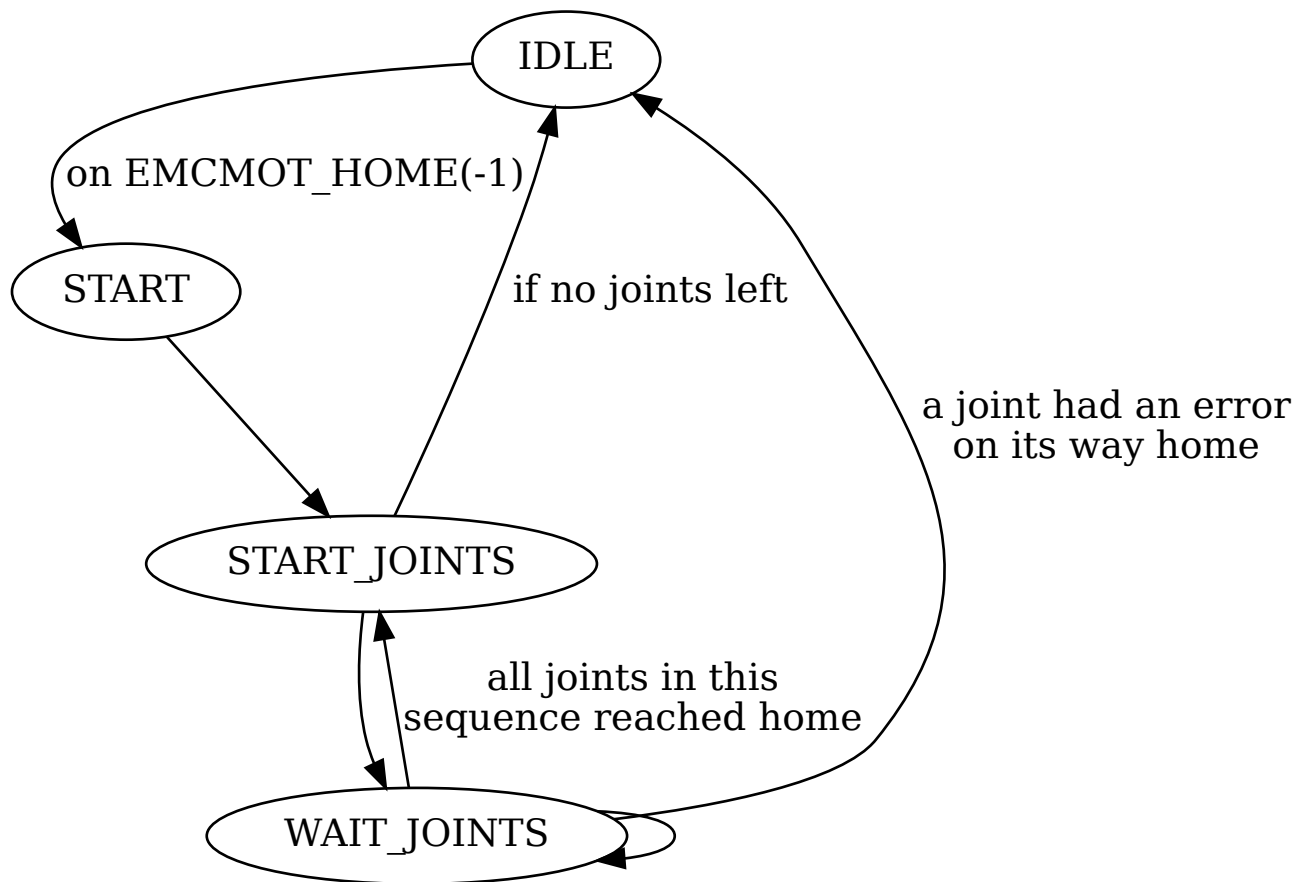 IDLE
on EMCMOT_HOME(-1)
START
if no joints left
a joint had an error
on its way home
START_JOINTS
all joints in this
sequence reached home
WAIT_JOINTS